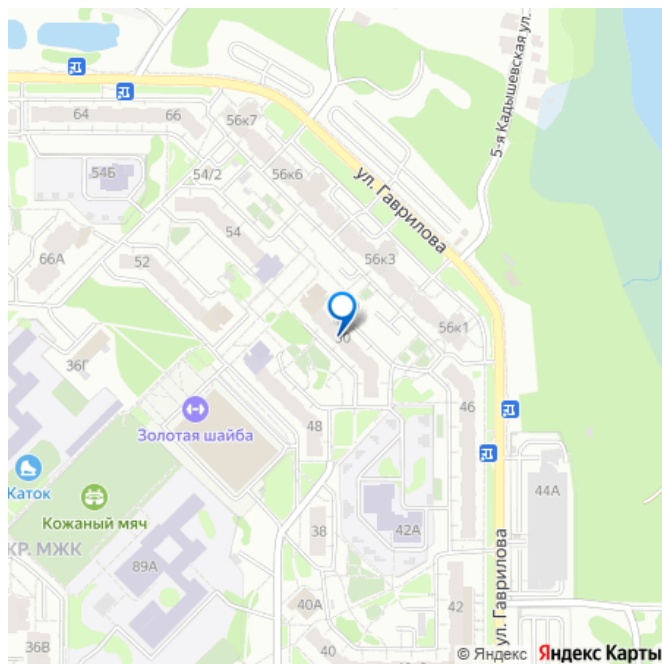 5-я Кадышевская ул.
64
66
56к7
ул. Гаврилова
54Б
54/2
56к6
54
56к3
66А
52
50
56к1
36Г
46
Золотая шайба
48
Каток
44А
Кожаный мяч
38
42А
КР. МЖК
89А
ул. Гаврилова
40А
42
36В
40
© Яндекс Яндекс Карты